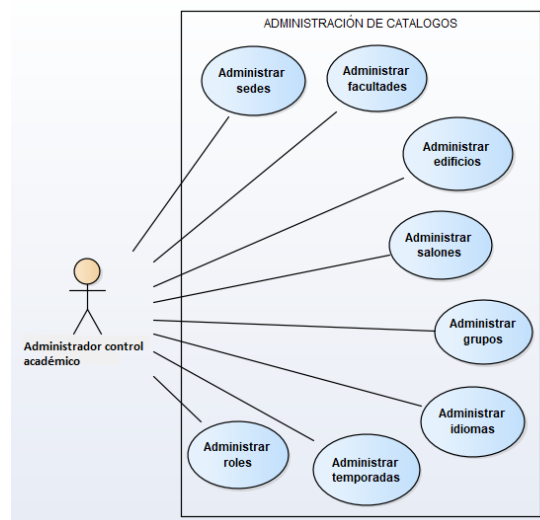 ADMINISTRACIÓN DE CATALOGOS
Administrar
sedes
Administrar
facultades
Administrar
edificios
Administrar
salones
Administrador control
académico
Administrar
grupos
Administrar
idiomas
Administrar
roles
Administrar
temporadas